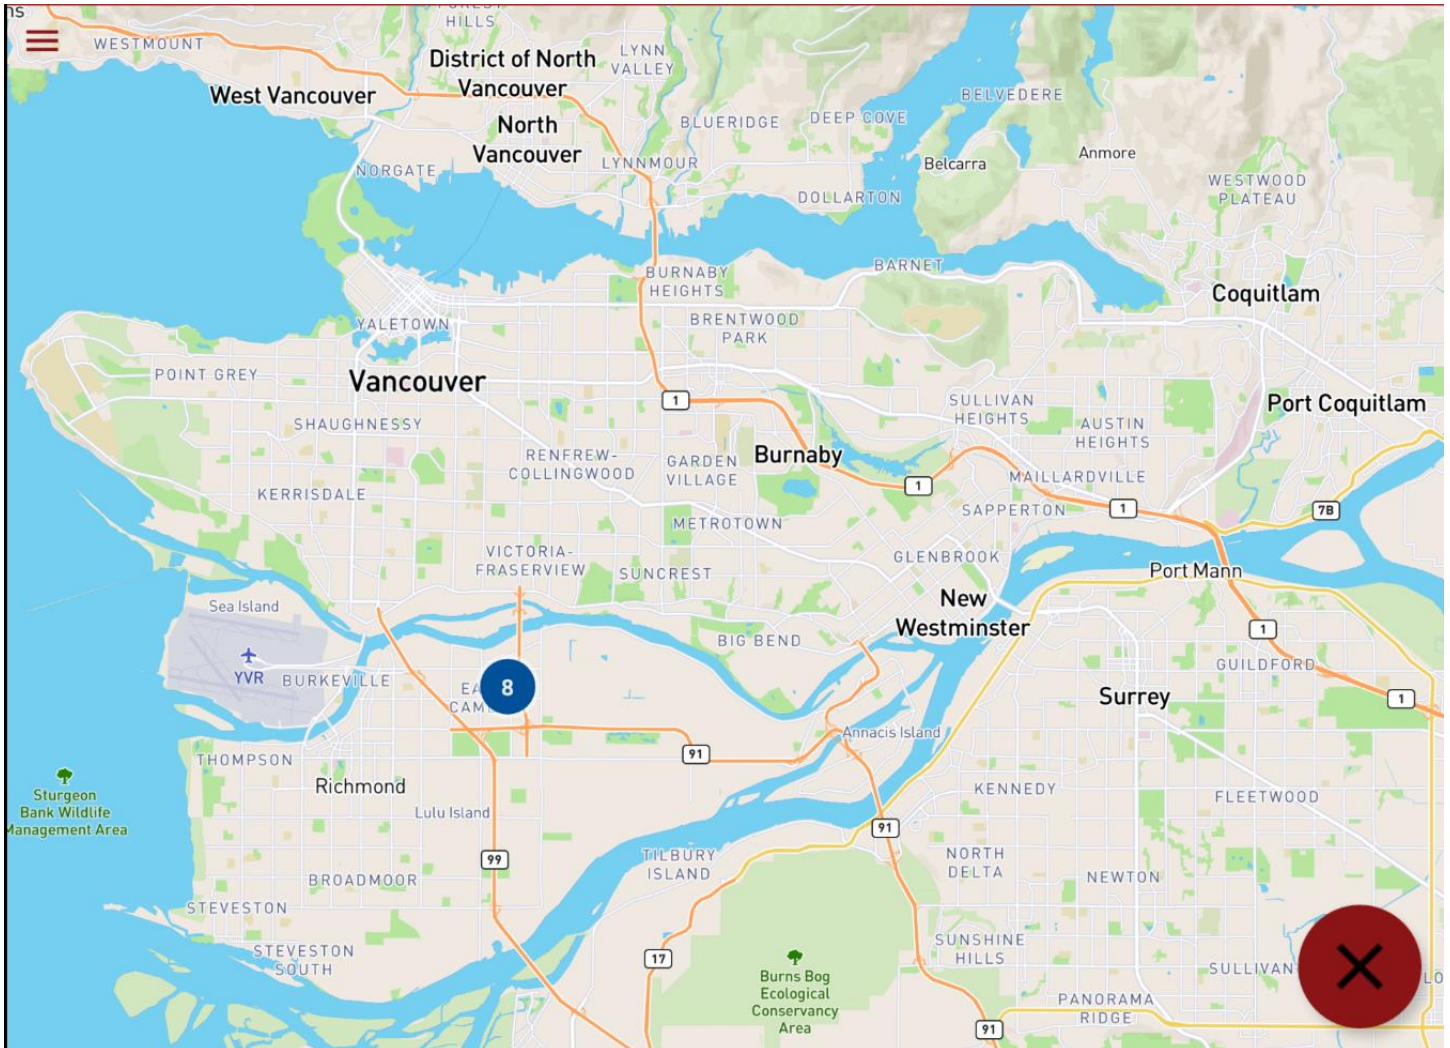 ns
FOREST
HILLS
WESTMOUNT
District of North
Vancouver
LYNN
VALLEY
West Vancouver
BELVEDERE
North
Vancouver
BLUERIDGE
DEEP COVE
NORGATE
LYNNMOUR
Belcarra
Anmore
WESTWOOD
PLATEAU
DOLLARTON
BURNABY
HEIGHTS
BARNET
Coquitlam
YALETOWN
BRENTWOOD
PARK
POINT GREY
Vancouver
1
SULLIVAN
HEIGHTS
Port Coquitlam
SHAUGHNESSY
AUSTIN
HEIGHTS
RENFREW-
COLLINGWOOD
GARDEN
VILLAGE
Burnaby
MAILLARDVILLE
KERRISDALE
1
1
7B
METROTOWN
SAPPERTON
VICTORIA-
FRASERVIEW
SUNCREST
GLENBROOK
Port Mann
Sea Island
New
Westminster
BIG BEND
1
YVR
BURKEVILLE
8
GUILDFORD
Surrey
1
Annacis Island
THOMPSON
91
Richmond
KENNEDY
FLEETWOOD
Sturgeon
Bank Wildlife
Management Area
Lulu Island
91
99
TILBURY
ISLAND
NORTH
DELTA
BROADMOOR
NEWTON
STEVESTON
STEVESTON
SOUTH
17
SUNSHINE
HILLS
Burns Bog
Ecological
Conservancy
Area
SULLIVAN
PANORAMA
RIDGE
91